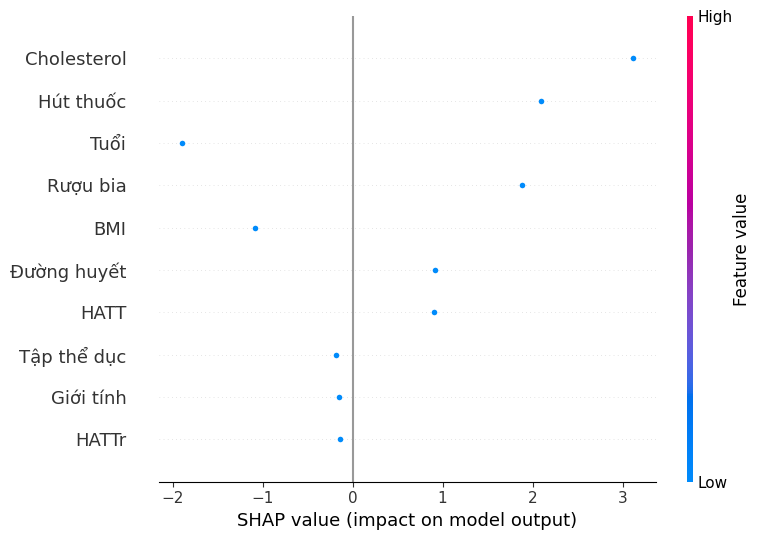 High
Cholesterol
Hút thuốc
Tuổi
Rượu bia
BMI
Đường huyết
HATT
Tập thể dục
Giới tính
HATTr
Feature value
Low
−2 −1 0 1 2 3
SHAP value (impact on model output)